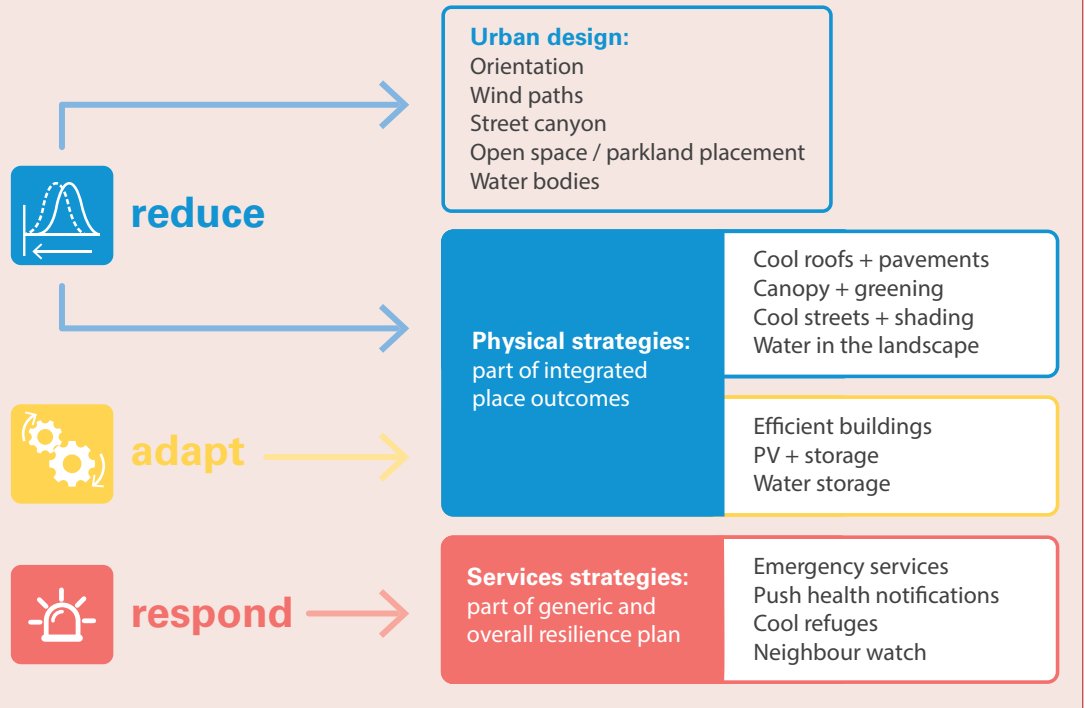 Urban design:
Orientation
Wind paths
Street canyon
Open space / parkland placement
Water bodies
reduce
Physical strategies:
part of integrated
place outcomes
Cool roofs + pavements
Canopy + greening
Cool streets + shading
Water in the landscape
adapt
Efficient buildings
PV + storage
Water storage
respond
Services strategies:
part of generic and
overall resilience plan
Emergency services
Push health notifications
Cool refuges
Neighbour watch